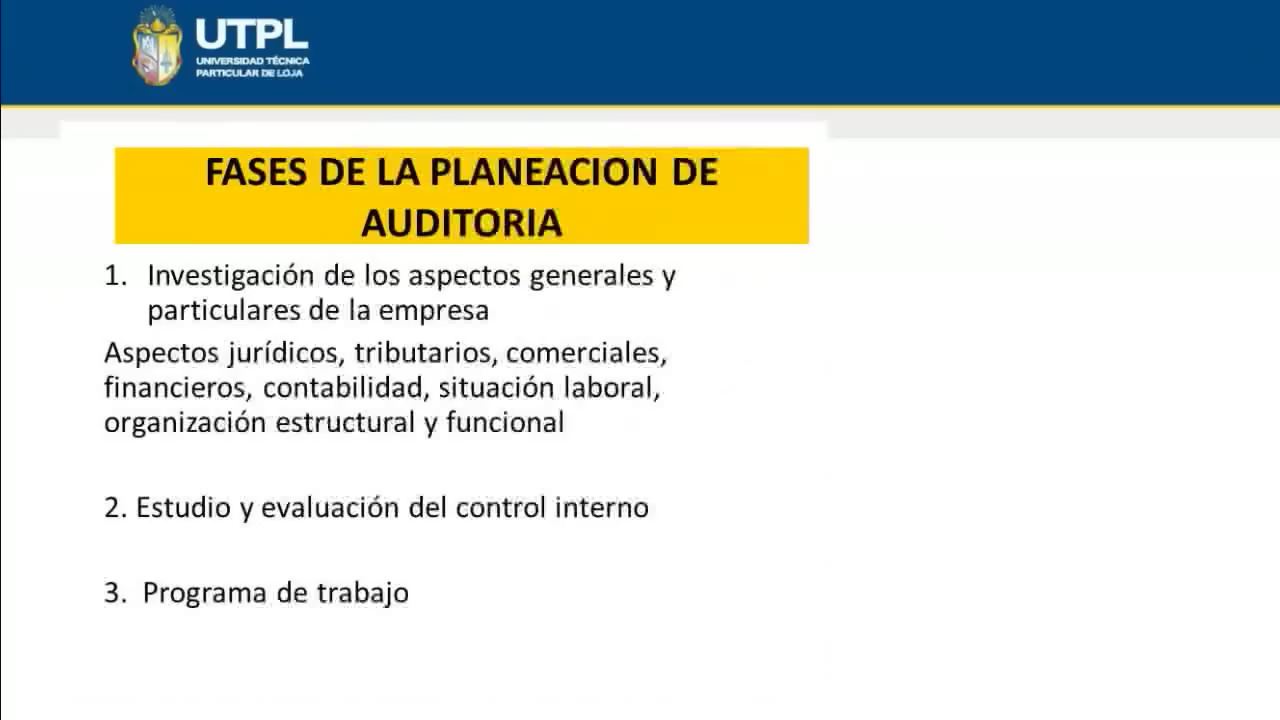 UTPL
UNIVERSIDAD TÉCNICA
PARTICULAR DE LOJA
FASES DE LA PLANEACION DE
AUDITORIA
1. Investigación de los aspectos generales y
particulares de la empresa
Aspectos jurídicos, tributarios, comerciales,
financieros, contabilidad, situación laboral,
organización estructural y funcional
2. Estudio y evaluación del control interno
3. Programa de trabajo